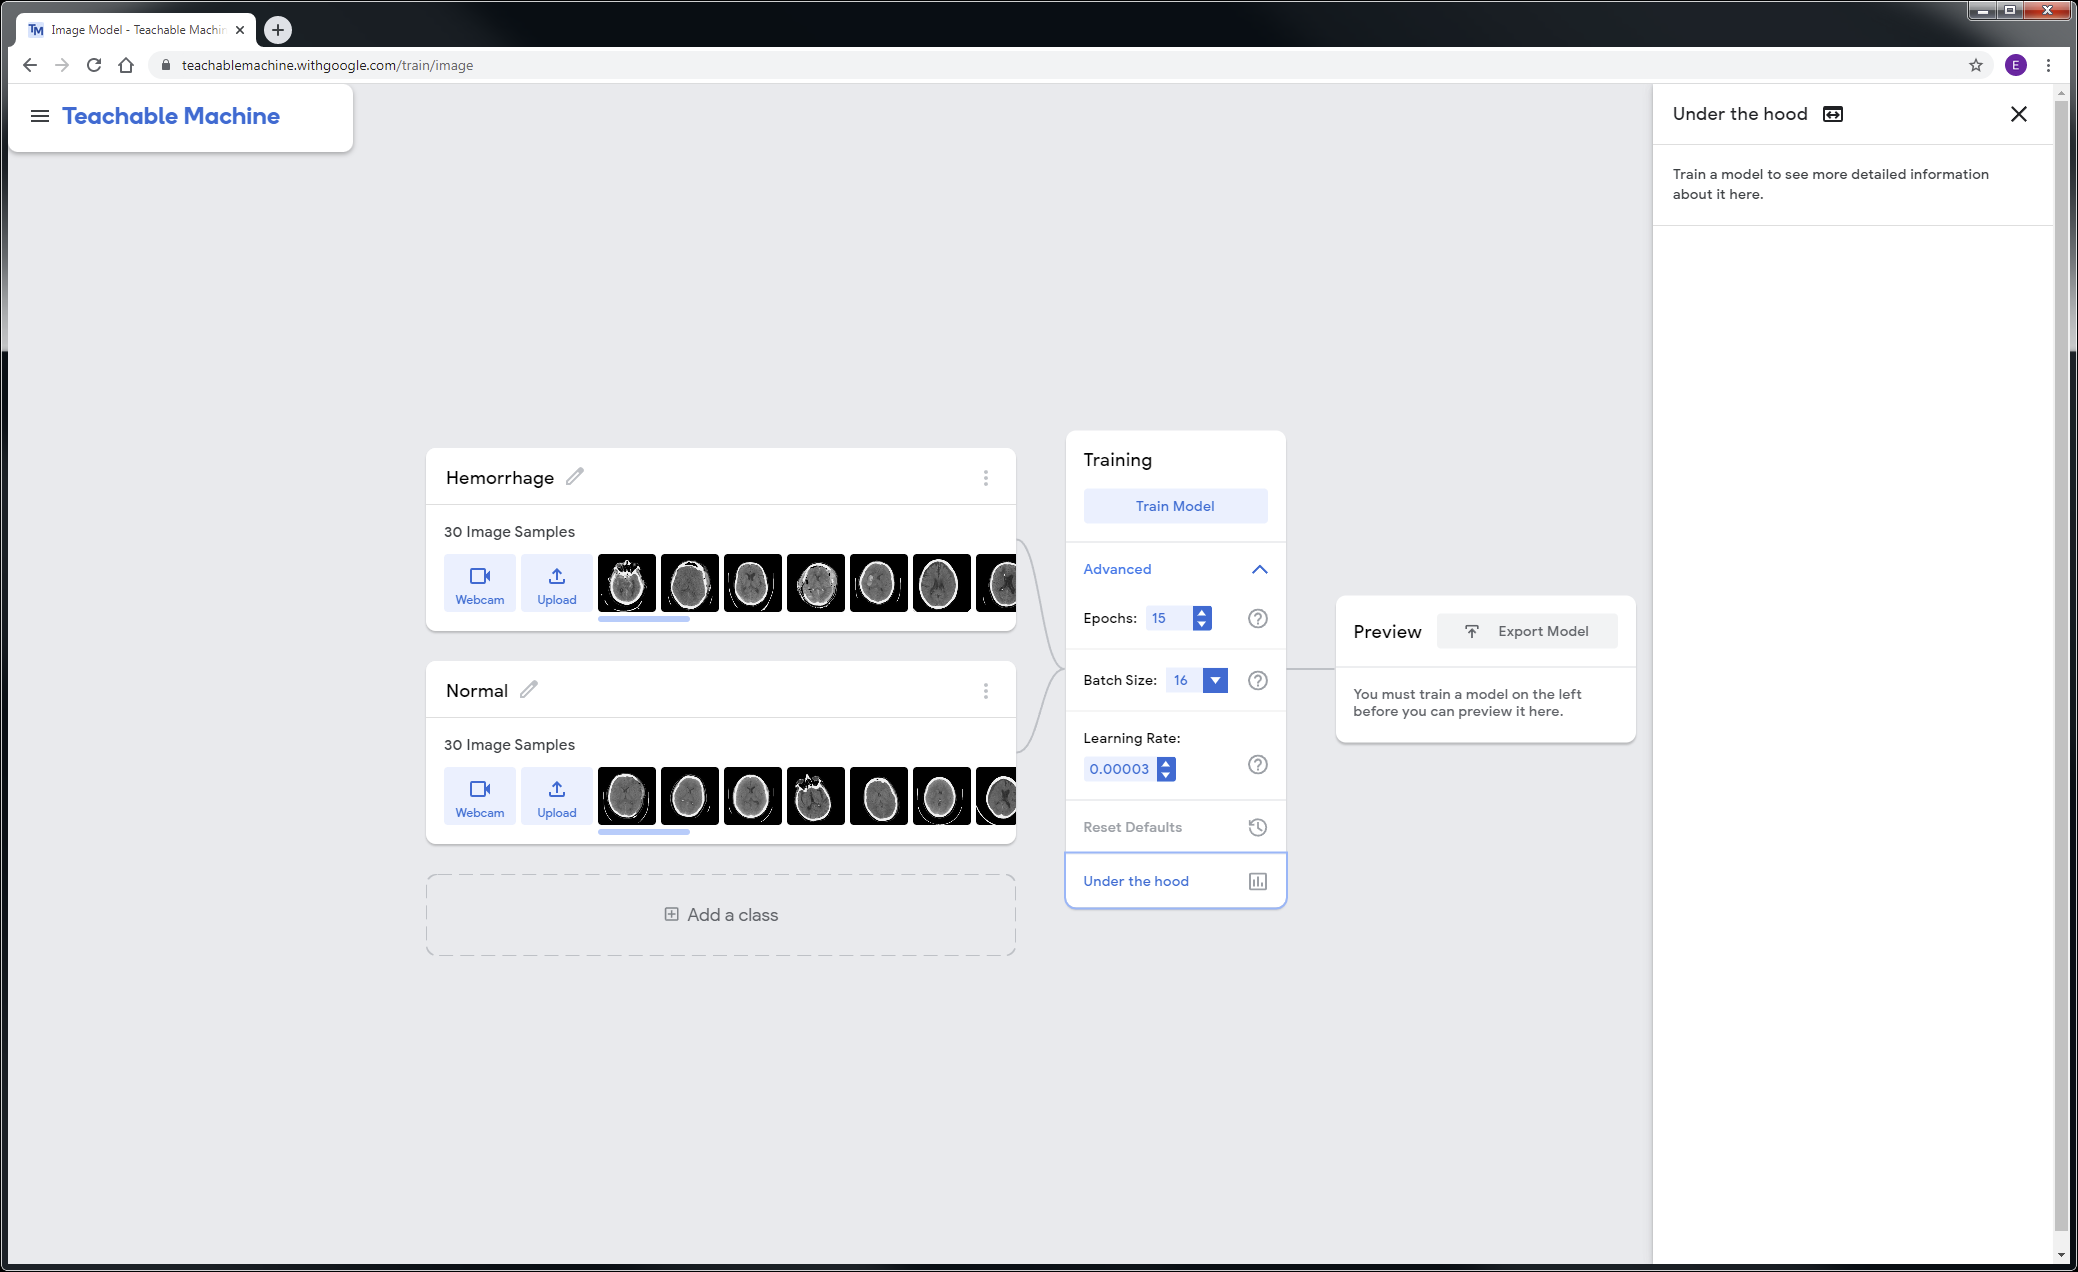 Image Model - Teachable Machin
teachablemachine.withgoogle.com/train/image
E
Teachable Machine
Under the hood
Train a model to see more detailed information
about it here.
Hemorrhage
30 Image Samples
Webcam
Upload
Normal
30 Image Samples
Webcam
Upload
Add a class
Training
Train Model
Advanced
Epochs: 15
Batch Size: 16
Learning Rate:
0.00003
Reset Defaults
Under the hood
Preview
Export Model
You must train a model on the left
before you can preview it here.